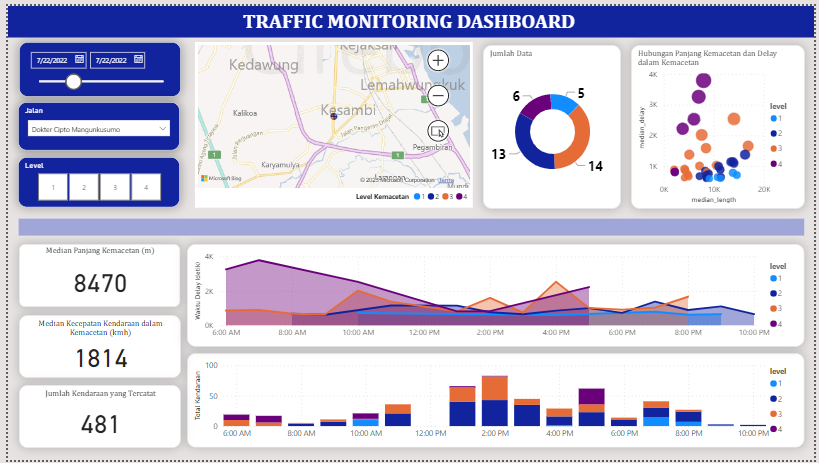 TRAFFIC MONITORING DASHBOARD
7/22/2022 7/22/2022
Jalan
Dokter Cipto Mangunkusumo
Level
1 2 3 4
Kejaksan
Kedawung
Lemahwungkuk
Kalikoa
Kesambi
Jalan Pangeran Drajat
Pegambiran
Karyamulya
1
1
Microsoft Bing
© 2025 Microsoft Corporation Terms
Level Kemacetan 1 2 3 4
Jumlah Data
6
5
13
14
Hubungan Panjang Kemacetan dan Delay
dalam Kemacetan
4K
3K
2K
1K
median_delay
0K 10K 20K
median_length
level
1
2
3
4
Median Panjang Kemacetan (m)
8470
Median Kecepatan Kendaraan dalam
Kemacetan (kmh)
1814
Jumlah Kendaraan yang Tercatat
481
Waktu Delay (detik)
4K
2K
0K
6:00 AM 8:00 AM 10:00 AM 12:00 PM 2:00 PM 4:00 PM 6:00 PM 8:00 PM 10:00 PM
level
1
2
3
4
Total Kendaraan
100
50
0
6:00 AM 8:00 AM 10:00 AM 12:00 PM 2:00 PM 4:00 PM 6:00 PM 8:00 PM 10:00 PM
level
1
2
3
4